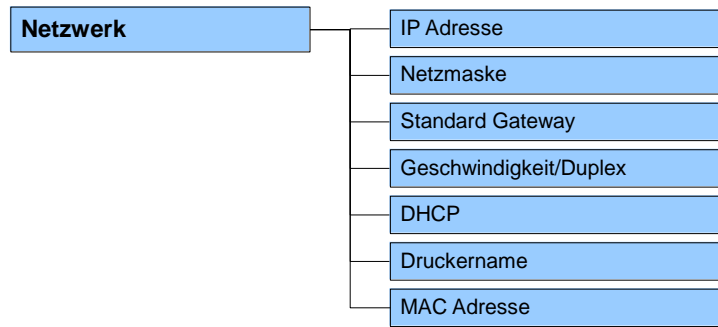 Netzwerk
IP Adresse
Netzmaske
Standard Gateway
Geschwindigkeit/Duplex
DHCP
Druckername
MAC Adresse